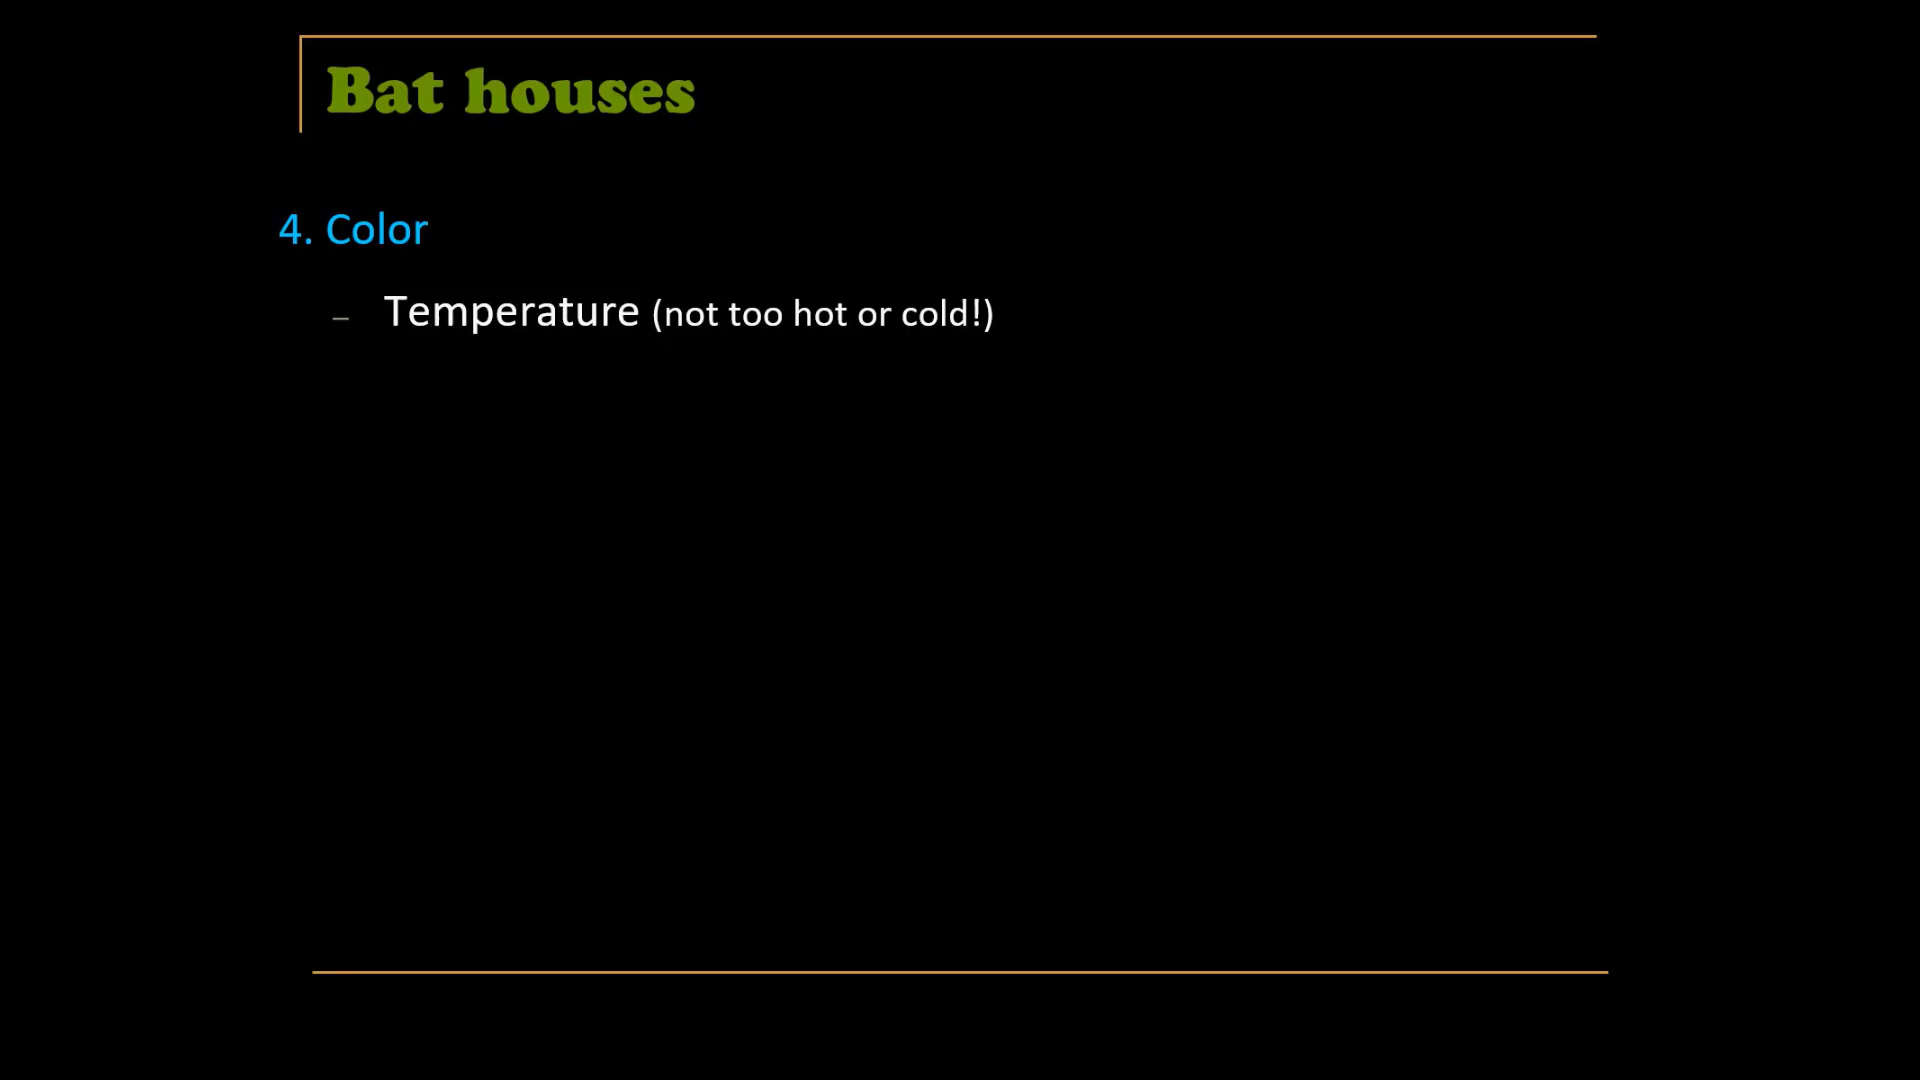 Bat houses
4. Color
– Temperature (not too hot or cold!)